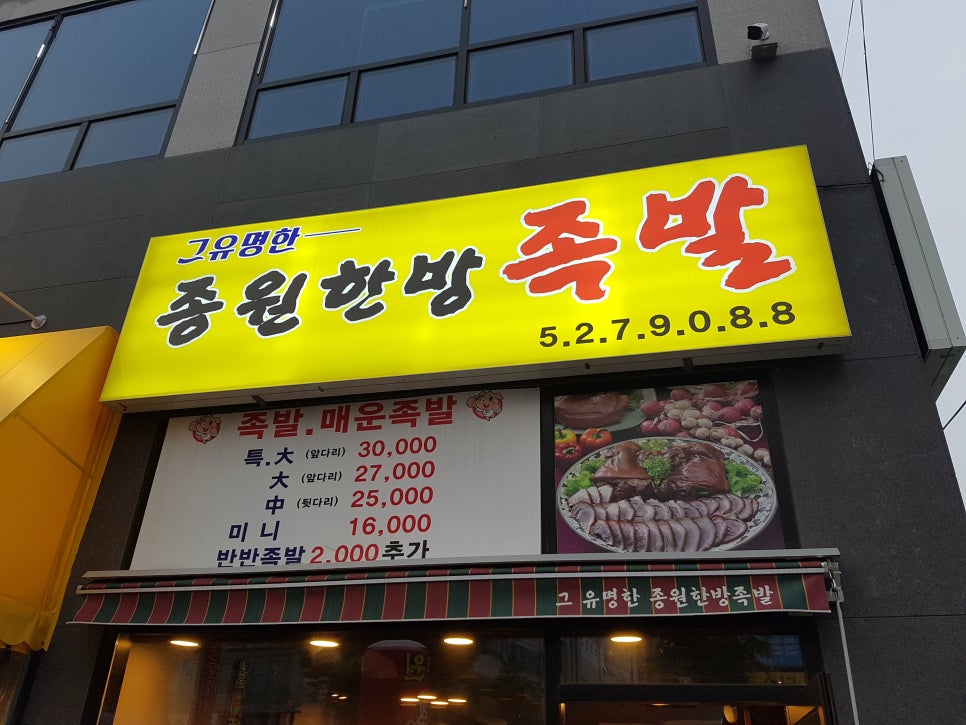 그유명한
종원한방족발
5.2.7.9.0.8.8
족발.매운족발
특.大 (앞다리) 30,000
大 (앞다리) 27,000
中 (뒷다리) 25,000
미니 16,000
반반족발 2,000 추가
그 유명한 종원한방족발